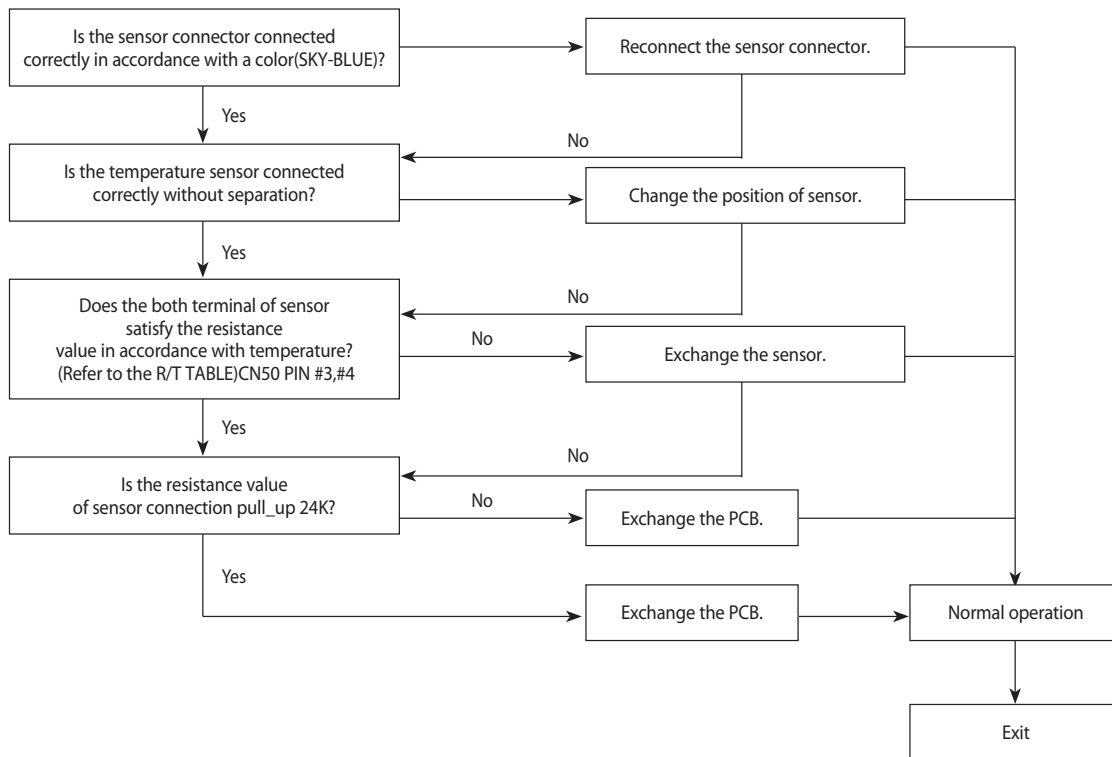 Is the sensor connector connected
correctly in accordance with a color(SKY-BLUE)?
Reconnect the sensor connector.
Yes
No
Is the temperature sensor connected
correctly without separation?
Change the position of sensor.
Yes
No
Does the both terminal of sensor
satisfy the resistance
value in accordance with temperature?
(Refer to the R/T TABLE)CN50 PIN #3,#4
No
Exchange the sensor.
Yes
No
Is the resistance value
of sensor connection pull_up 24K?
No
Exchange the PCB.
Yes
Exchange the PCB.
Normal operation
Exit